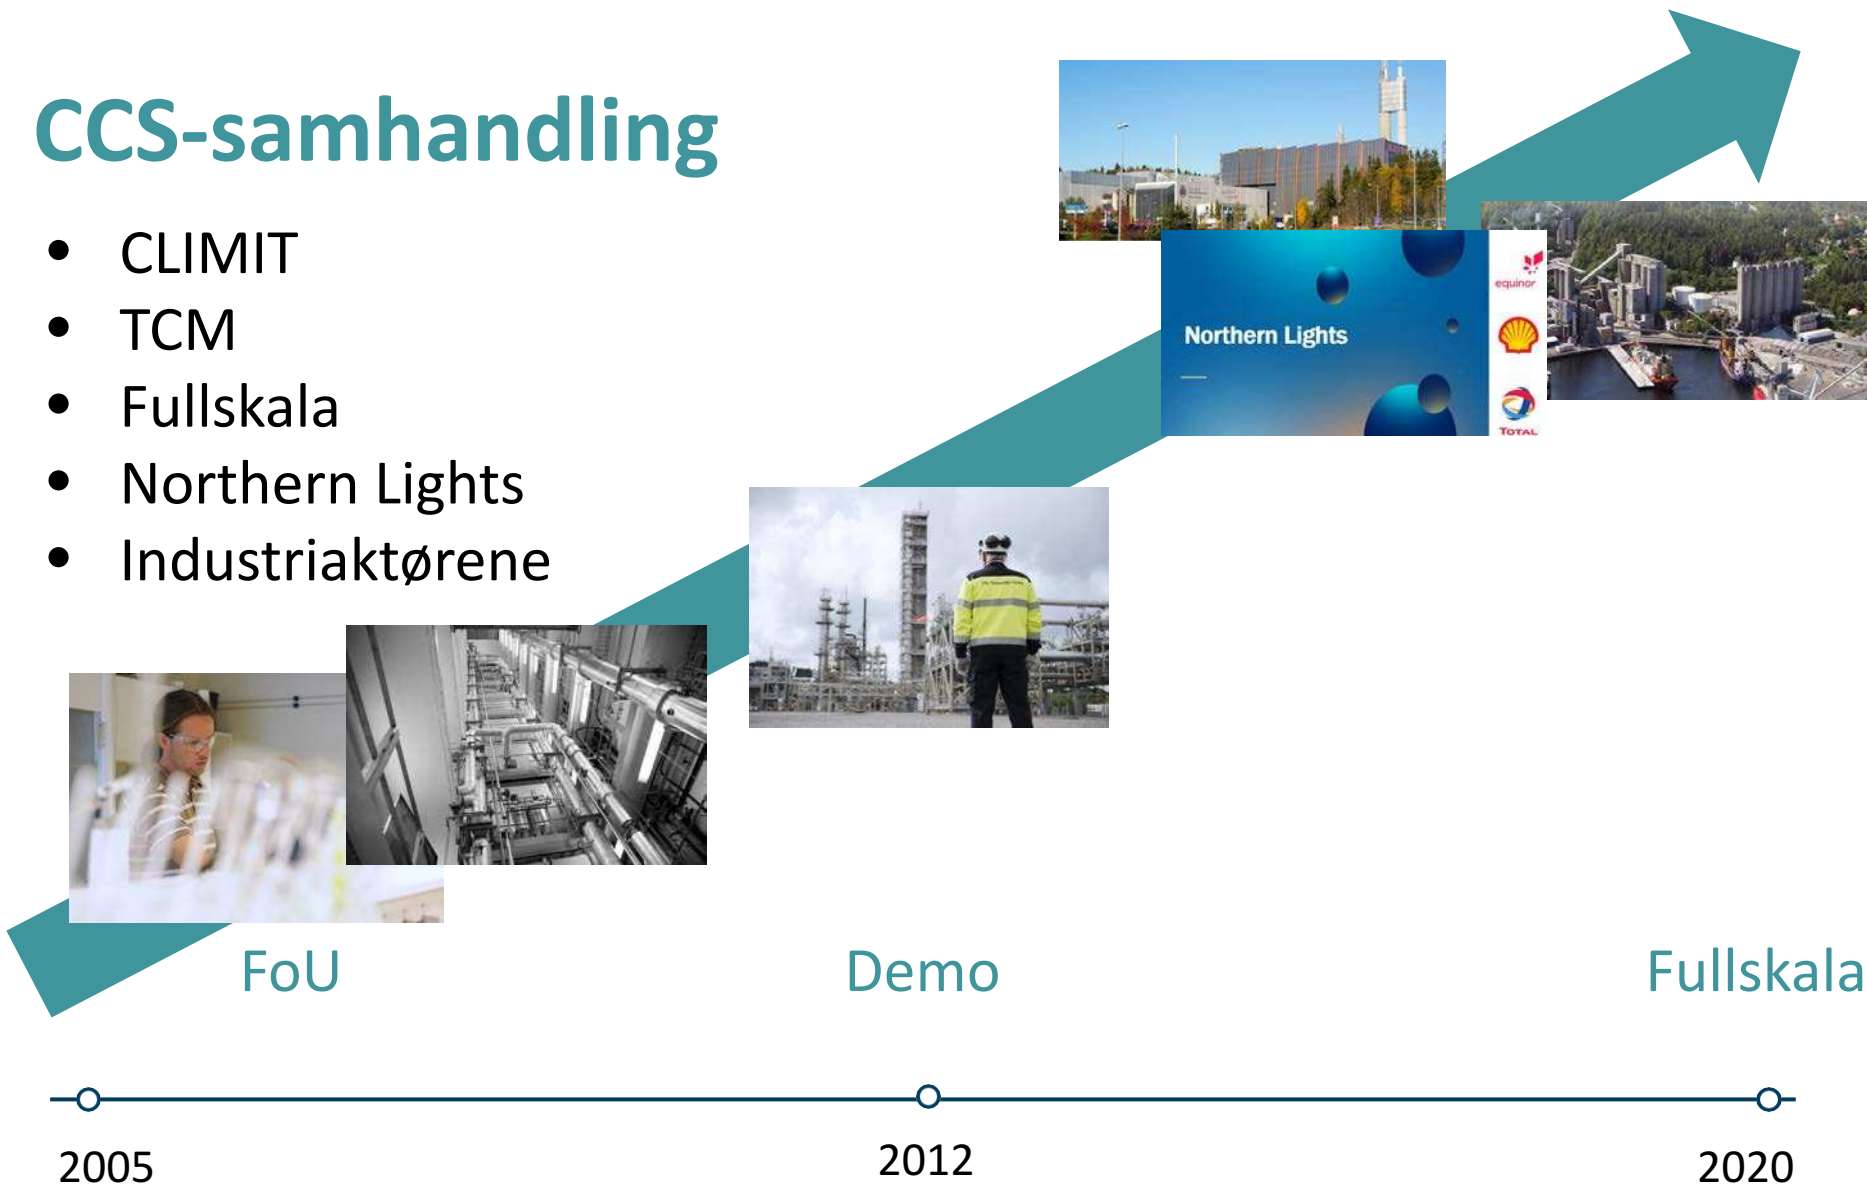 CCS-samhandling
• CLIMIT
• TCM
• Fullskala
• Northern Lights
• Industriaktørene
Northern Lights
equinor
TOTAL
FoU
Demo
Fullskala
2005
2012
2020